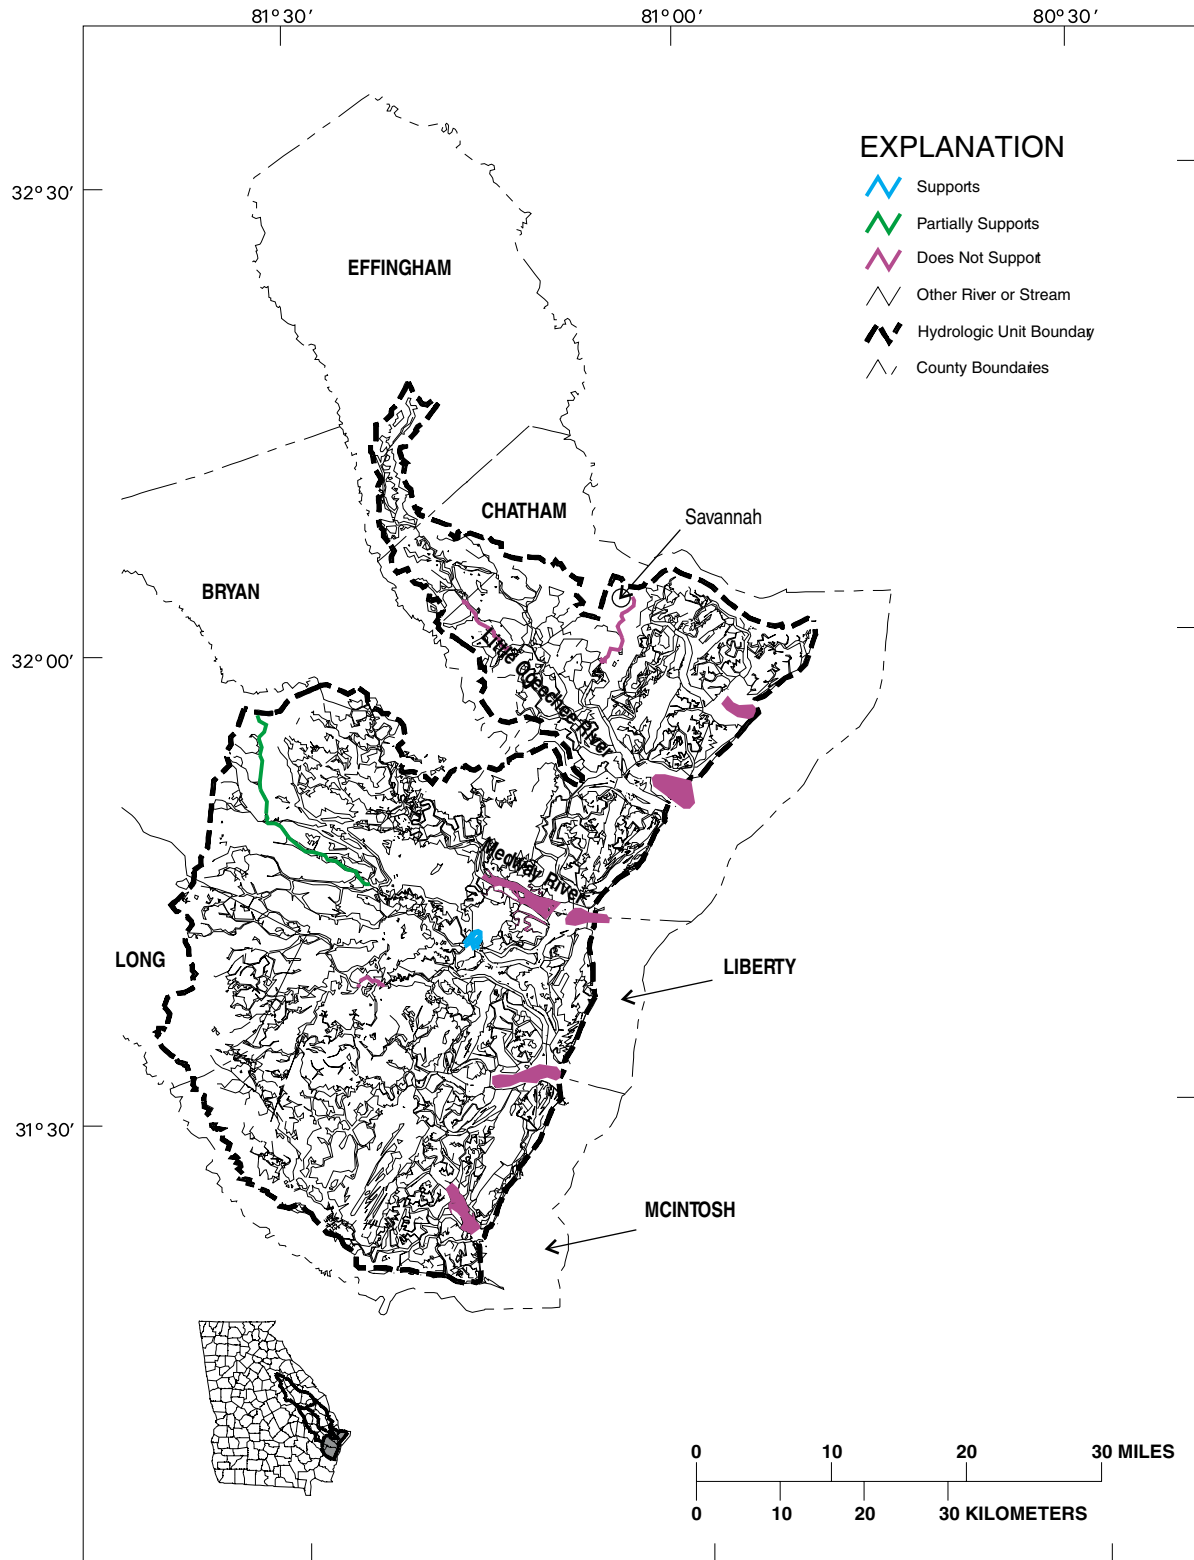 81° 30′
81° 00′
80° 30′
EXPLANATION
Supports
Partially Supports
Does Not Support
Other River or Stream
Hydrologic Unit Boundary
County Boundaries
32° 30′
EFFINGHAM
CHATHAM
Savannah
BRYAN
Little Ogeechee River
32° 00′
Medway River
LONG
LIBERTY
31° 30′
MCINTOSH
0 10 20 30 MILES
0 10 20 30 KILOMETERS